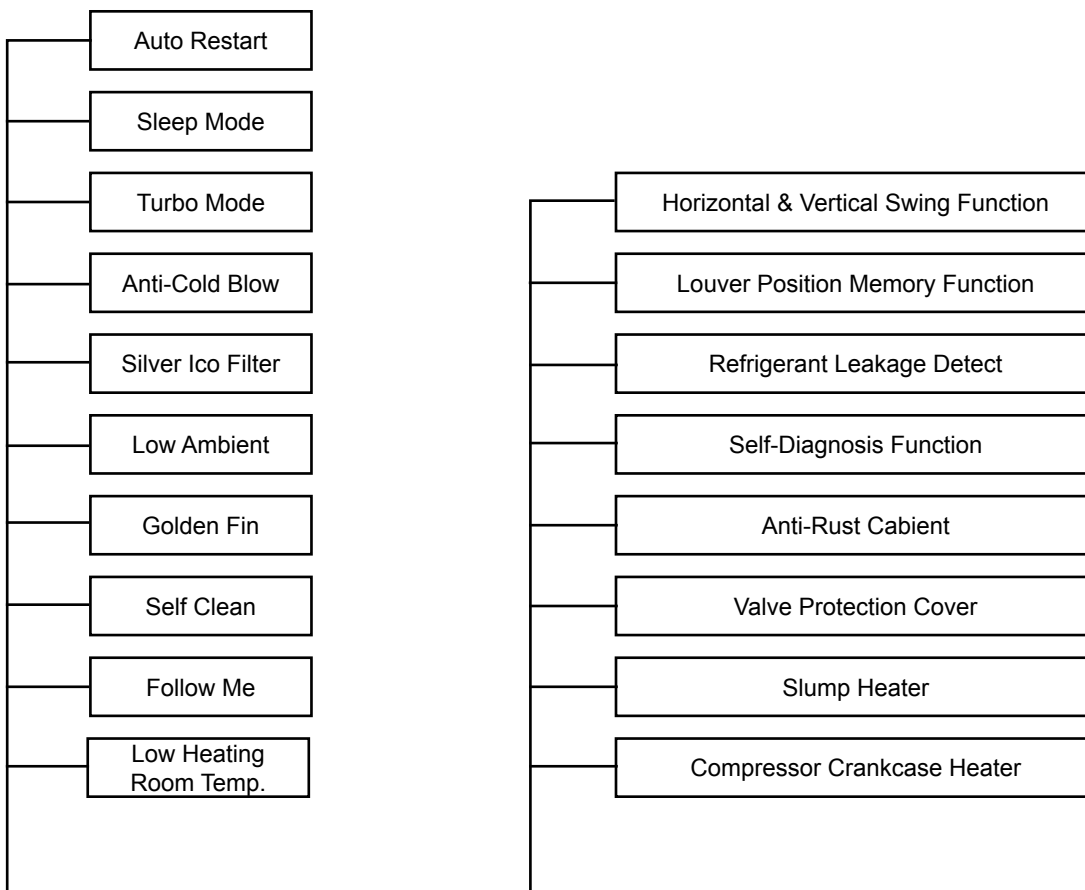 Auto Restart
Sleep Mode
Turbo Mode
Anti-Cold Blow
Silver Ico Filter
Low Ambient
Golden Fin
Self Clean
Follow Me
Low Heating
Room Temp.
Horizontal & Vertical Swing Function
Louver Position Memory Function
Refrigerant Leakage Detect
Self-Diagnosis Function
Anti-Rust Cabient
Valve Protection Cover
Slump Heater
Compressor Crankcase Heater